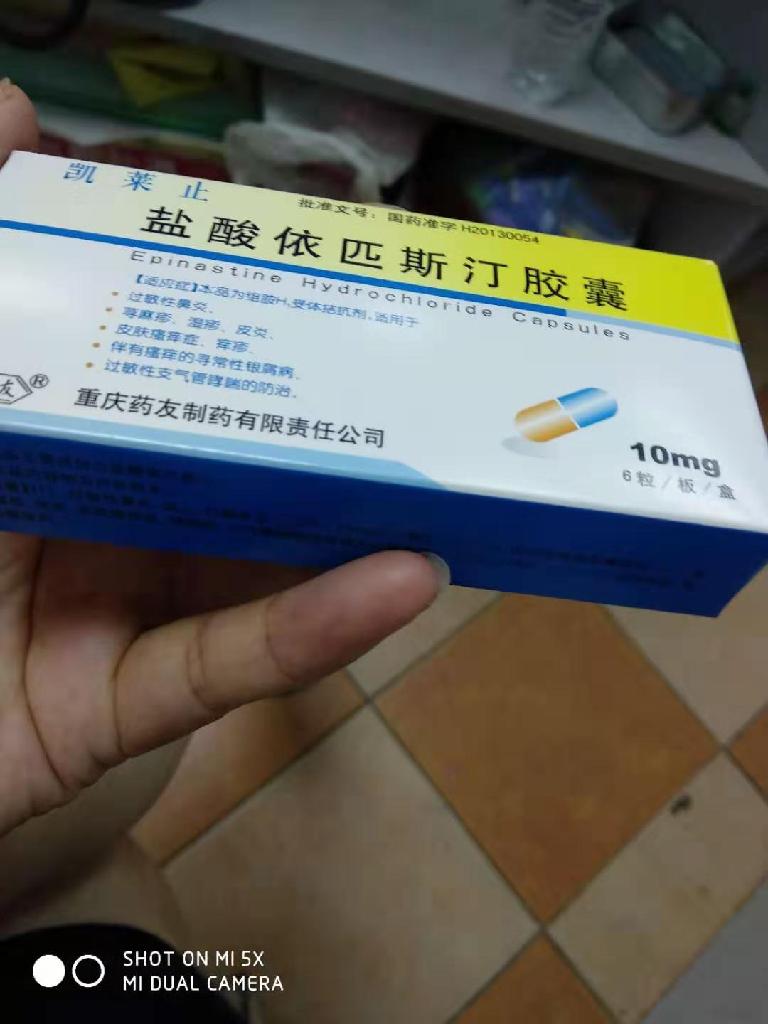 凯莱止
批准文号：国药准字H20130054
盐酸依匹斯汀胶囊
Epinastine Hydrochloride Capsules
【适应症】本品为组胺H₁受体拮抗剂，适用于
• 过敏性鼻炎、
• 荨麻疹、湿疹、皮炎、
• 皮肤瘙痒症、痒疹、
• 伴有瘙痒的寻常性银屑病、
• 过敏性支气管哮喘的防治。
友®
重庆药友制药有限责任公司
10mg
6粒/板/盒
SHOT ON MI 5X
MI DUAL CAMERA